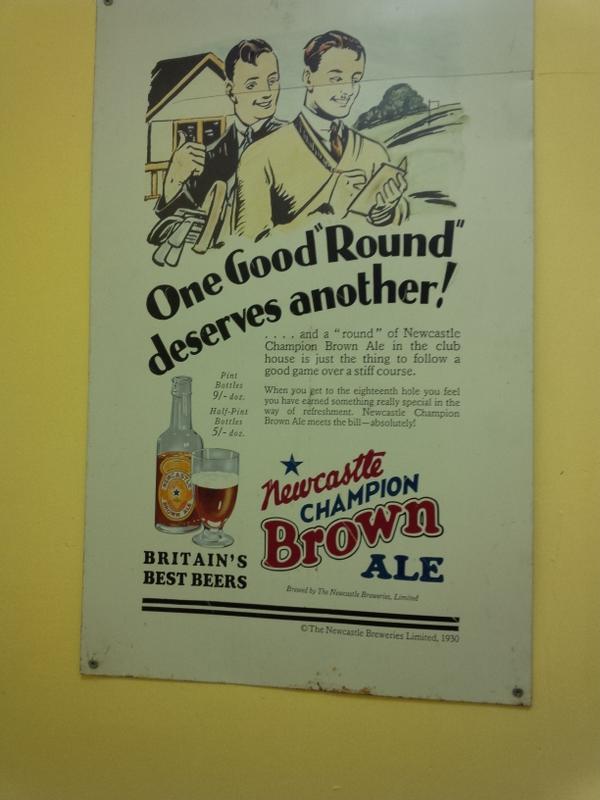 One Good "Round"
deserves another!
. . . . and a "round" of Newcastle
Champion Brown Ale in the club
house is just the thing to follow a
good game over a stiff course.
When you get to the eighteenth hole you feel
you have earned something really special in the
way of refreshment. Newcastle Champion
Brown Ale meets the bill—absolutely!
Pint
Bottles
9/- doz.
Half-Pint
Bottles
5/- doz.
NEWCASTLE
BROWN ALE
Newcastle
CHAMPION
Brown
ALE
BRITAIN'S
BEST BEERS
Brewed by The Newcastle Breweries, Limited
©The Newcastle Breweries Limited, 1930